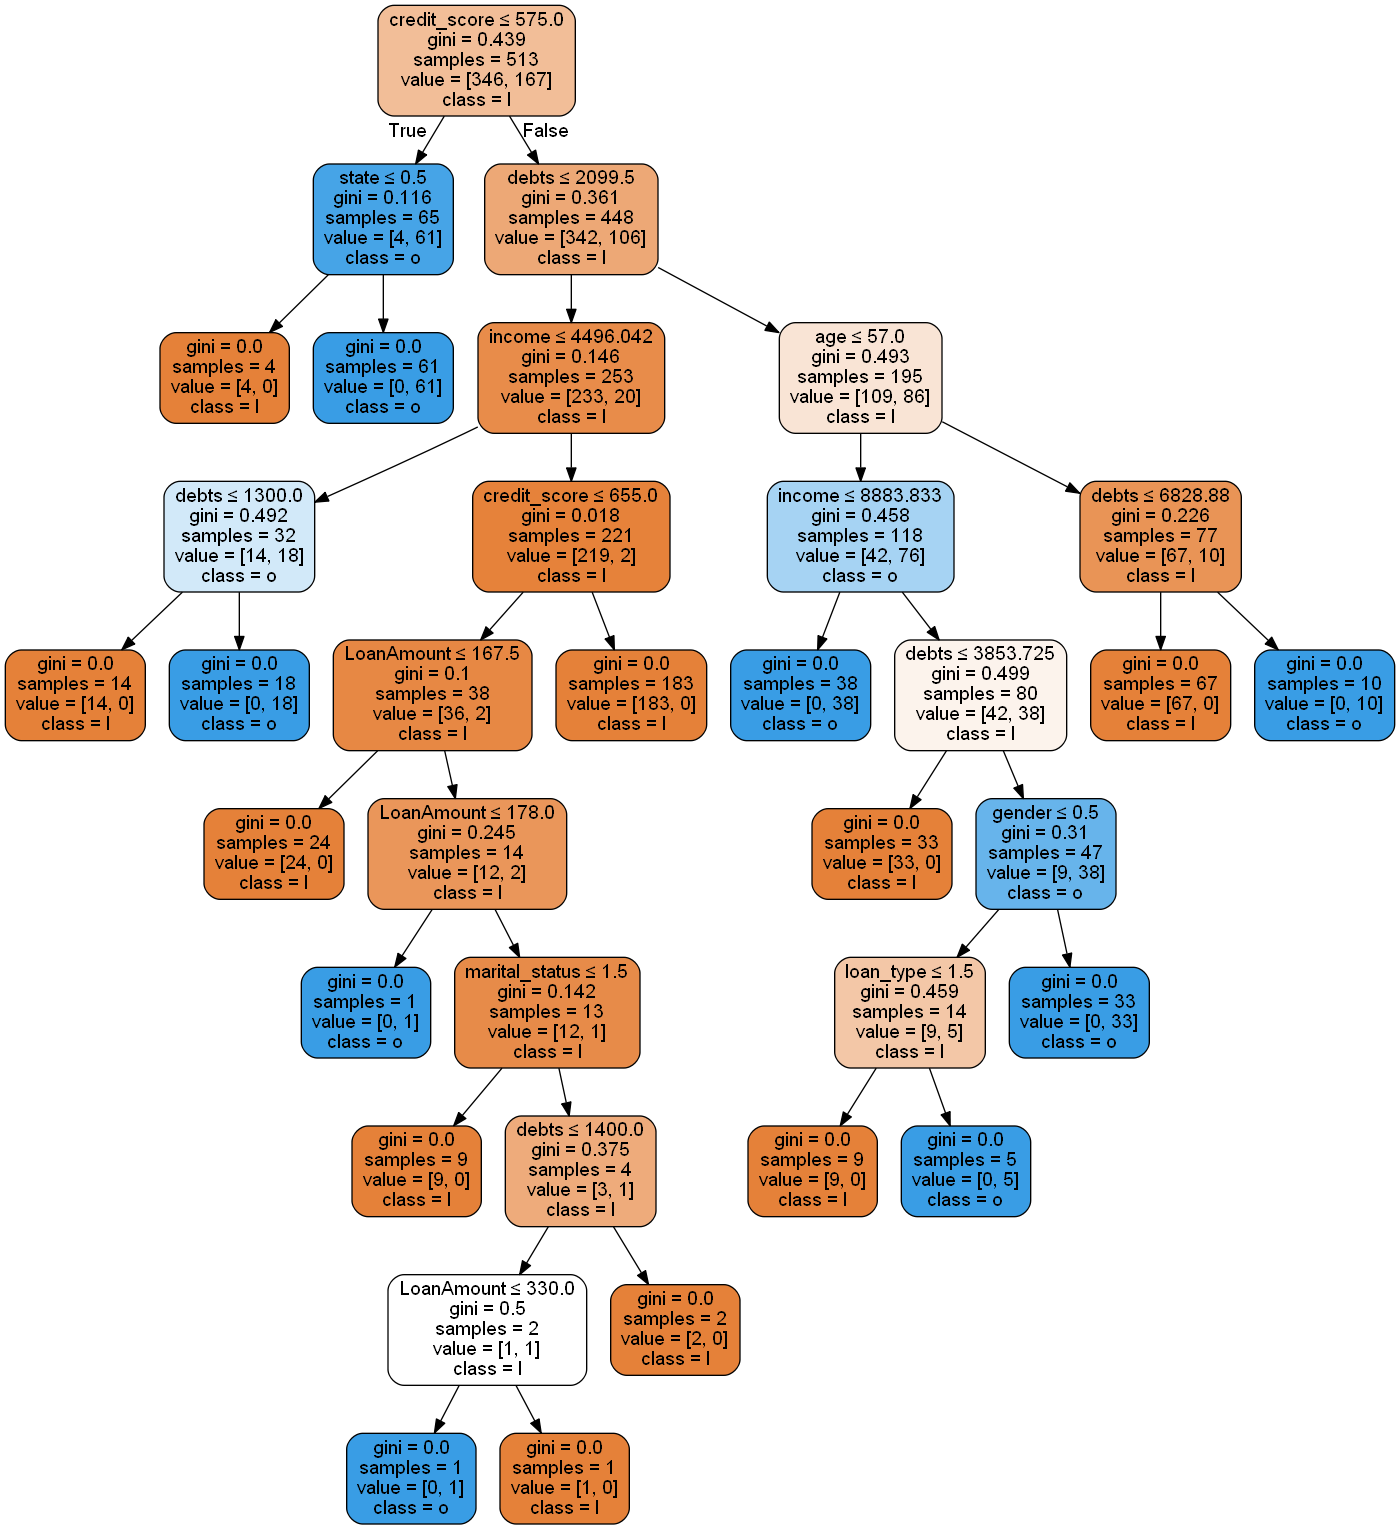 credit_score ≤ 575.0
gini = 0.439
samples = 513
value = [346, 167]
class = l
True
False
state ≤ 0.5
gini = 0.116
samples = 65
value = [4, 61]
class = o
debts ≤ 2099.5
gini = 0.361
samples = 448
value = [342, 106]
class = l
gini = 0.0
samples = 4
value = [4, 0]
class = l
gini = 0.0
samples = 61
value = [0, 61]
class = o
income ≤ 4496.042
gini = 0.146
samples = 253
value = [233, 20]
class = l
age ≤ 57.0
gini = 0.493
samples = 195
value = [109, 86]
class = l
debts ≤ 1300.0
gini = 0.492
samples = 32
value = [14, 18]
class = o
credit_score ≤ 655.0
gini = 0.018
samples = 221
value = [219, 2]
class = l
income ≤ 8883.833
gini = 0.458
samples = 118
value = [42, 76]
class = o
debts ≤ 6828.88
gini = 0.226
samples = 77
value = [67, 10]
class = l
gini = 0.0
samples = 14
value = [14, 0]
class = l
gini = 0.0
samples = 18
value = [0, 18]
class = o
LoanAmount ≤ 167.5
gini = 0.1
samples = 38
value = [36, 2]
class = l
gini = 0.0
samples = 183
value = [183, 0]
class = l
gini = 0.0
samples = 38
value = [0, 38]
class = o
debts ≤ 3853.725
gini = 0.499
samples = 80
value = [42, 38]
class = l
gini = 0.0
samples = 67
value = [67, 0]
class = l
gini = 0.0
samples = 10
value = [0, 10]
class = o
gini = 0.0
samples = 24
value = [24, 0]
class = l
LoanAmount ≤ 178.0
gini = 0.245
samples = 14
value = [12, 2]
class = l
gini = 0.0
samples = 33
value = [33, 0]
class = l
gender ≤ 0.5
gini = 0.31
samples = 47
value = [9, 38]
class = o
gini = 0.0
samples = 1
value = [0, 1]
class = o
marital_status ≤ 1.5
gini = 0.142
samples = 13
value = [12, 1]
class = l
loan_type ≤ 1.5
gini = 0.459
samples = 14
value = [9, 5]
class = l
gini = 0.0
samples = 33
value = [0, 33]
class = o
gini = 0.0
samples = 9
value = [9, 0]
class = l
debts ≤ 1400.0
gini = 0.375
samples = 4
value = [3, 1]
class = l
gini = 0.0
samples = 9
value = [9, 0]
class = l
gini = 0.0
samples = 5
value = [0, 5]
class = o
LoanAmount ≤ 330.0
gini = 0.5
samples = 2
value = [1, 1]
class = l
gini = 0.0
samples = 2
value = [2, 0]
class = l
gini = 0.0
samples = 1
value = [0, 1]
class = o
gini = 0.0
samples = 1
value = [1, 0]
class = l